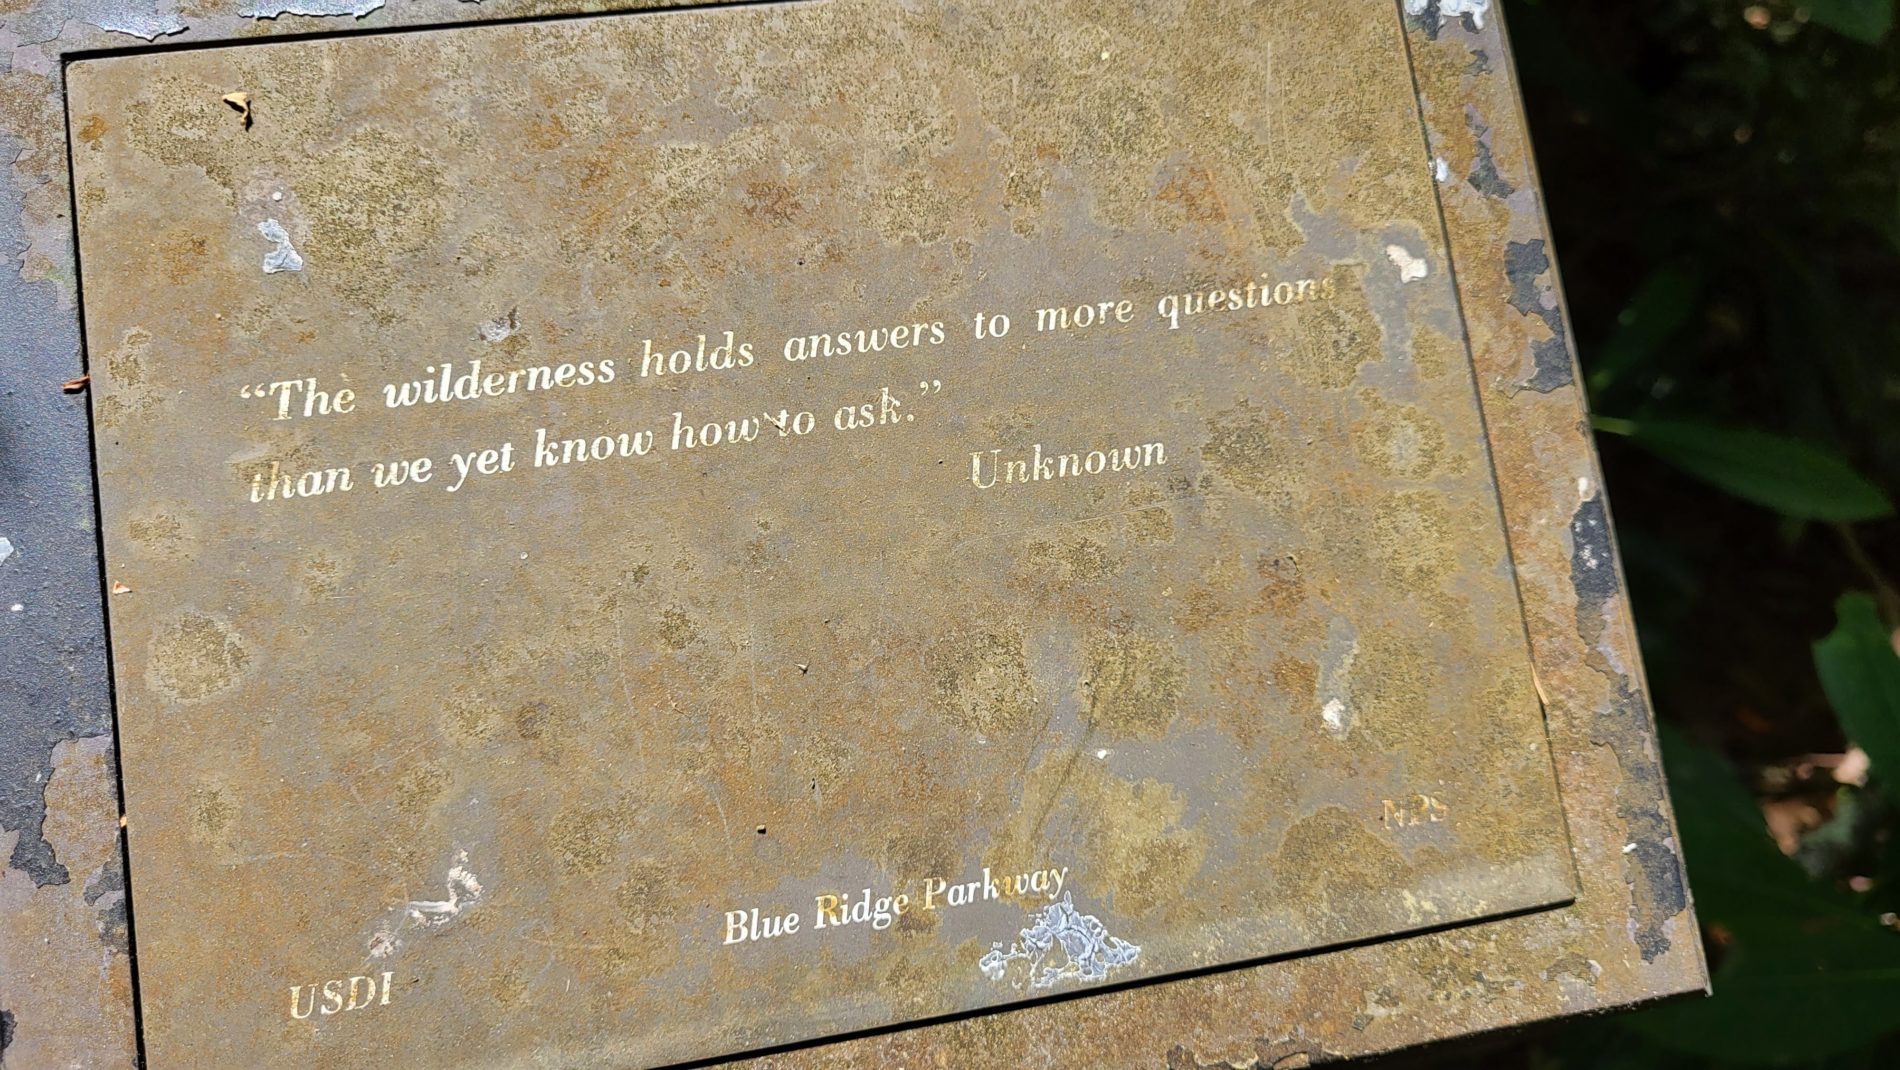 “The wilderness holds answers to more questions
than we yet know how to ask.”
Unknown
NPS
Blue Ridge Parkway
USDI